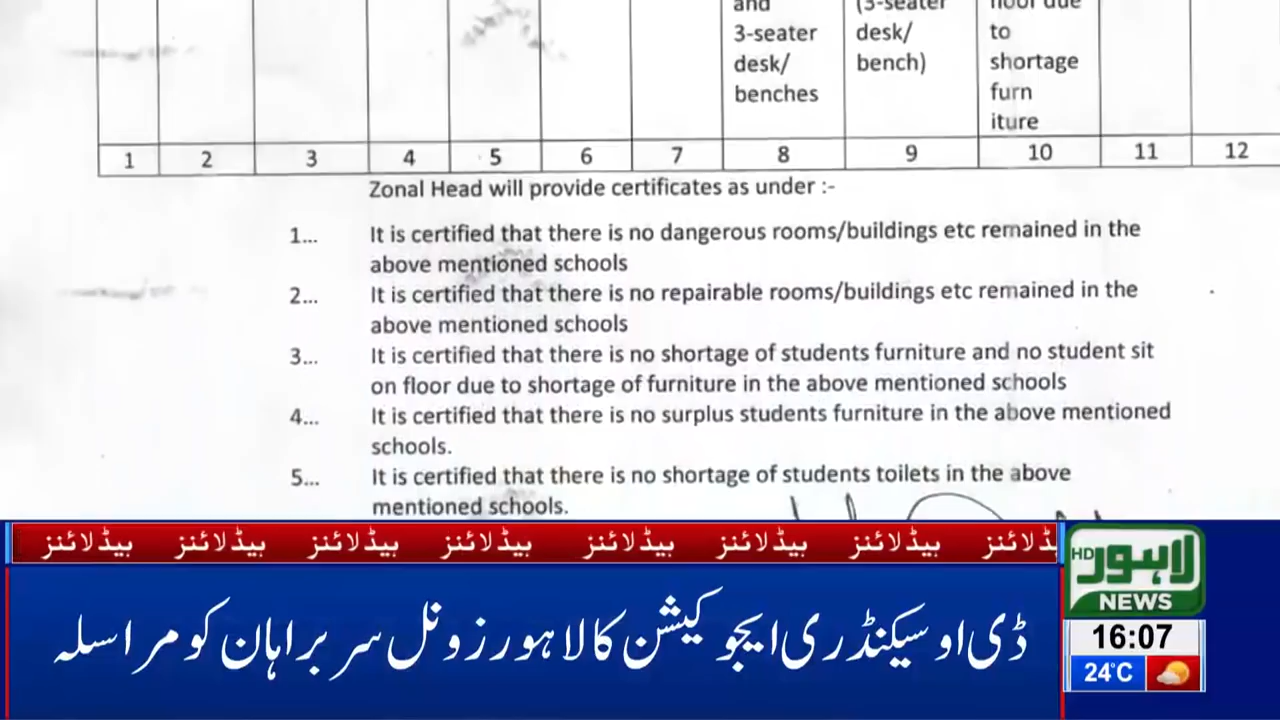 and (3-seater floor due
3-seater desk/ to
desk/ bench) shortage
benches furn
iture
1 2 3 4 5 6 7 8 9 10 11 12
Zonal Head will provide certificates as under :-
1... It is certified that there is no dangerous rooms/buildings etc remained in the
above mentioned schools
2... It is certified that there is no repairable rooms/buildings etc remained in the
above mentioned schools
3... It is certified that there is no shortage of students furniture and no student sit
on floor due to shortage of furniture in the above mentioned schools
4... It is certified that there is no surplus students furniture in the above mentioned
schools.
5... It is certified that there is no shortage of students toilets in the above
mentioned schools.
ہیڈلائنز ہیڈلائنز ہیڈلائنز ہیڈلائنز ہیڈلائنز ہیڈلائنز ہیڈلائنز ہیڈلائنز
ڈی او سیکنڈری ایجوکیشن کا لاہور زونل سربراہان کو مراسلہ
HD لاہور
NEWS
16:07
24°C